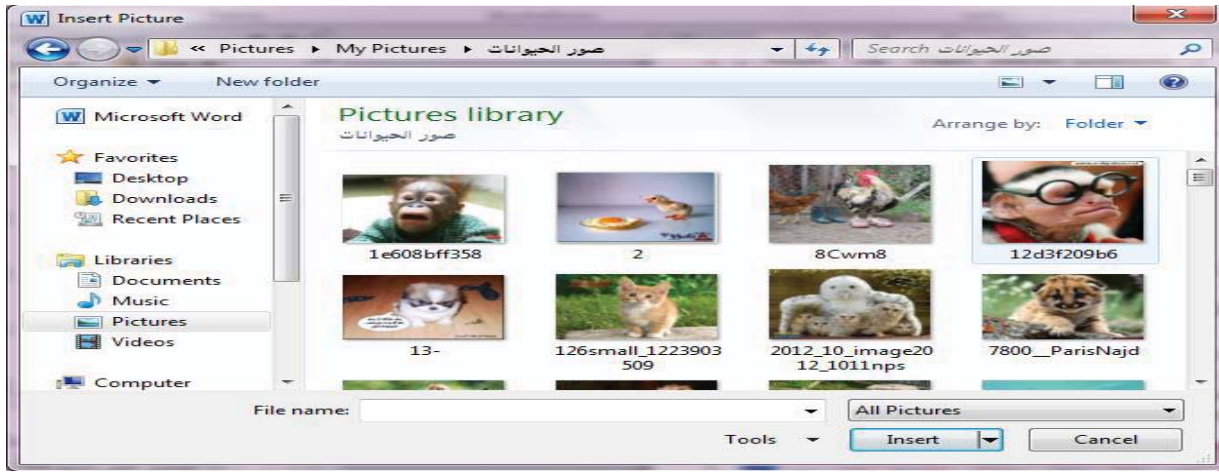 Insert Picture
« Pictures ▸ My Pictures ▸ صور الحيوانات
Search صور الحيوانات
Organize ▾ New folder
Microsoft Word
Favorites
Desktop
Downloads
Recent Places
Libraries
Documents
Music
Pictures
Videos
Computer
Pictures library
صور الحيوانات
Arrange by: Folder ▾
1e608bff358
2
8Cwm8
12d3f209b6
13-
126small_1223903
509
2012_10_image20
12_1011nps
7800__ParisNajd
File name:
All Pictures
Tools
Insert
Cancel